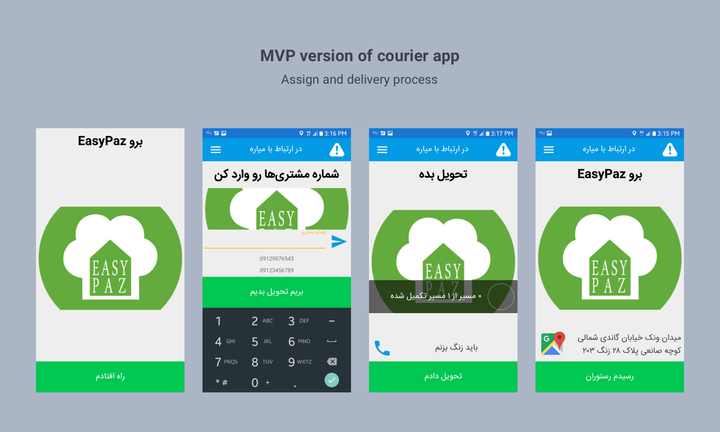 MVP version of courier app
Assign and delivery process
برو EasyPaz
EASY
PAZ
راه افتادم
3:16 PM
در ارتباط با میاره
شماره مشتری‌ها رو وارد کن
EASY
PAZ
شماره مشتری
09129876543
09123456789
بریم تحویل بدیم
1 2 ABC 3 DEF -
4 GHI 5 JKL 6 MNO
7 PRQS 8 TUV 9 WXYZ
* # 0 + .
3:17 PM
در ارتباط با میاره
تحویل بده
EASY
PAZ
۰ مسیر از ۱ مسیر تکمیل شده
باید زنگ بزنم
تحویل دادم
3:15 PM
در ارتباط با میاره
برو EasyPaz
EASY
PAZ
میدان ونک خیابان گاندی شمالی
کوچه صانعی پلاک ۲۸ زنگ ۲۰۳
رسیدم رستوران